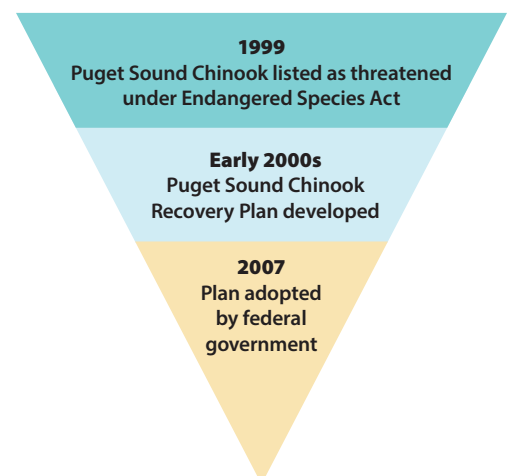 1999
Puget Sound Chinook listed as threatened
under Endangered Species Act
Early 2000s
Puget Sound Chinook
Recovery Plan developed
2007
Plan adopted
by federal
government